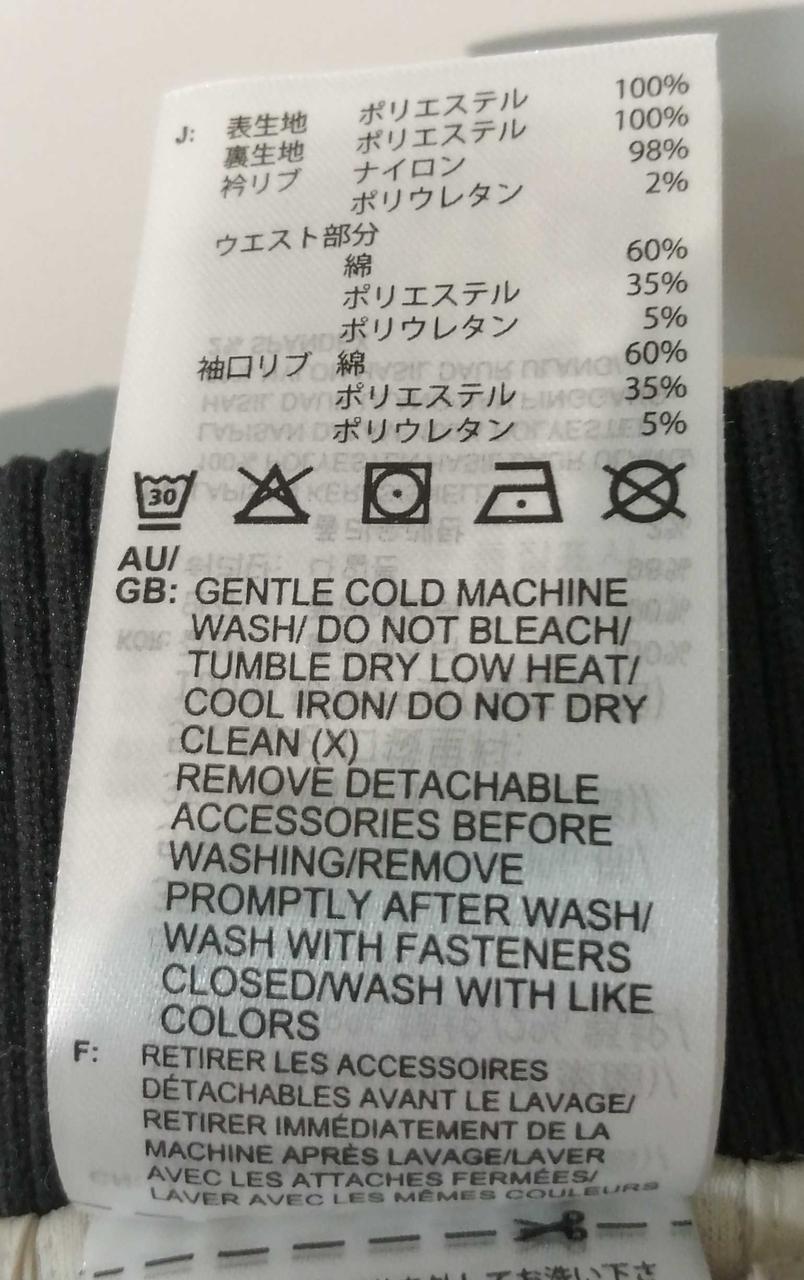 J: 表生地 ポリエステル 100%
裏生地 ポリエステル 100%
衿リブ ナイロン 98%
ポリウレタン 2%
ウエスト部分
綿 60%
ポリエステル 35%
ポリウレタン 5%
袖口リブ 綿 60%
ポリエステル 35%
ポリウレタン 5%
30
AU/
GB: GENTLE COLD MACHINE
WASH/ DO NOT BLEACH/
TUMBLE DRY LOW HEAT/
COOL IRON/ DO NOT DRY
CLEAN (X)
REMOVE DETACHABLE
ACCESSORIES BEFORE
WASHING/REMOVE
PROMPTLY AFTER WASH/
WASH WITH FASTENERS
CLOSED/WASH WITH LIKE
COLORS
F: RETIRER LES ACCESSOIRES
DÉTACHABLES AVANT LE LAVAGE/
RETIRER IMMÉDIATEMENT DE LA
MACHINE APRÈS LAVAGE/LAVER
AVEC LES ATTACHES FERMÉES/
LAVER AVEC LES MÊMES COULEURS
してお洗い下さ